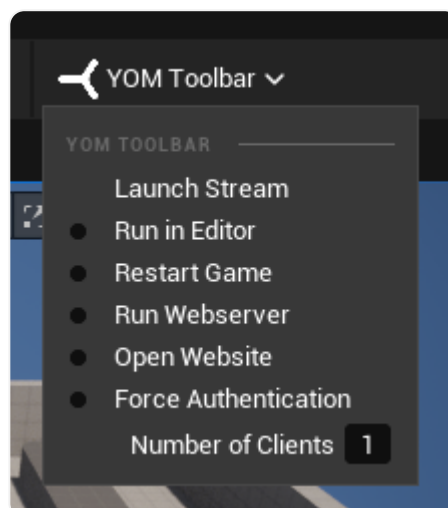 YOM Toolbar
YOM TOOLBAR
Launch Stream
Run in Editor
Restart Game
Run Webserver
Open Website
Force Authentication
Number of Clients 1